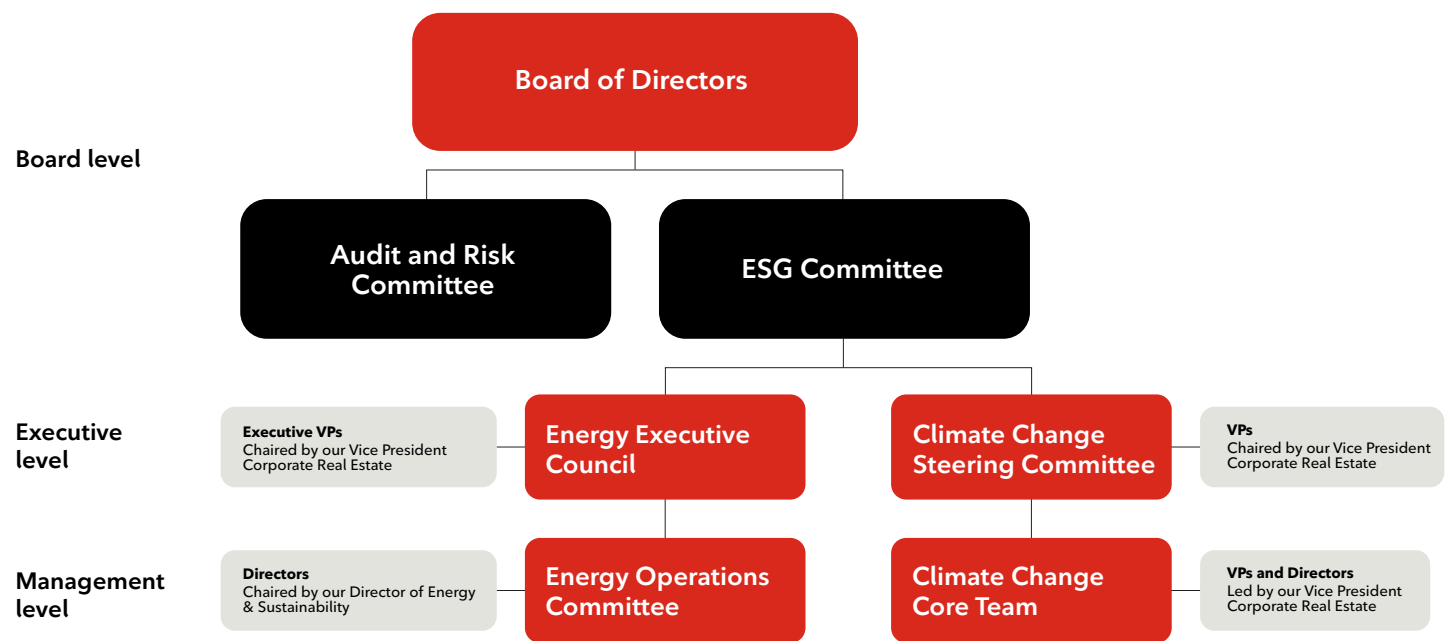 Board of Directors
Board level
Audit and Risk
Committee
ESG Committee
Executive
level
Executive VPs
Chaired by our Vice President
Corporate Real Estate
Energy Executive
Council
Climate Change
Steering Committee
VPs
Chaired by our Vice President
Corporate Real Estate
Management
level
Directors
Chaired by our Director of Energy
& Sustainability
Energy Operations
Committee
Climate Change
Core Team
VPs and Directors
Led by our Vice President
Corporate Real Estate